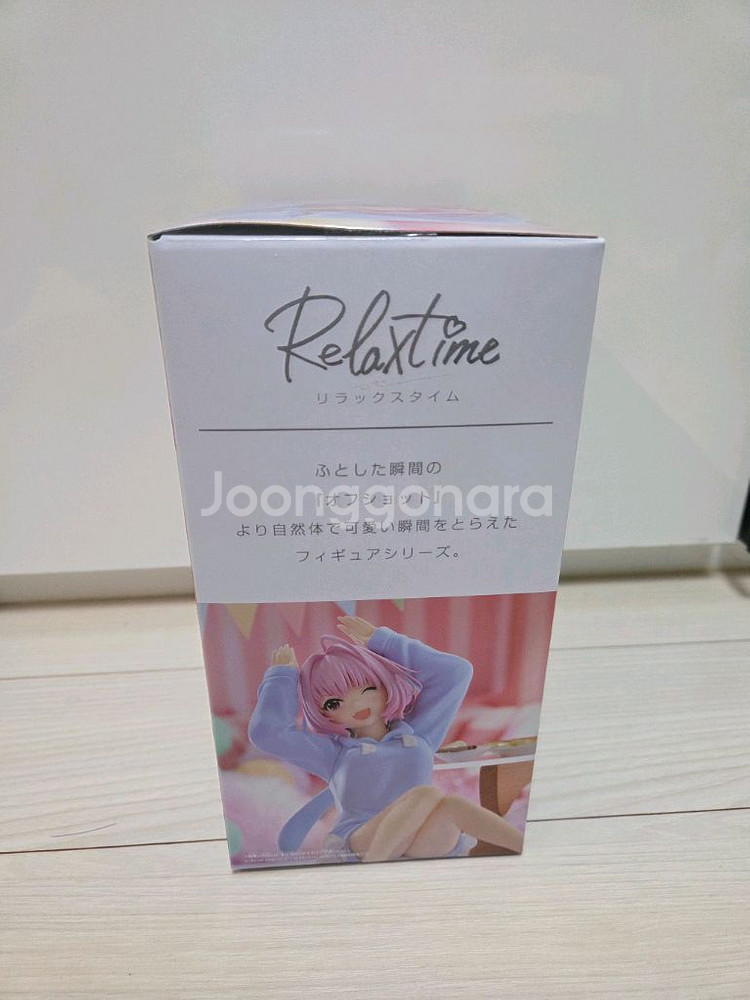 Relaxtime
リラックスタイム
ふとした瞬間の
「オフショット」
Joonggonara
より自然体で可愛い瞬間をとらえた
フィギュアシリーズ。